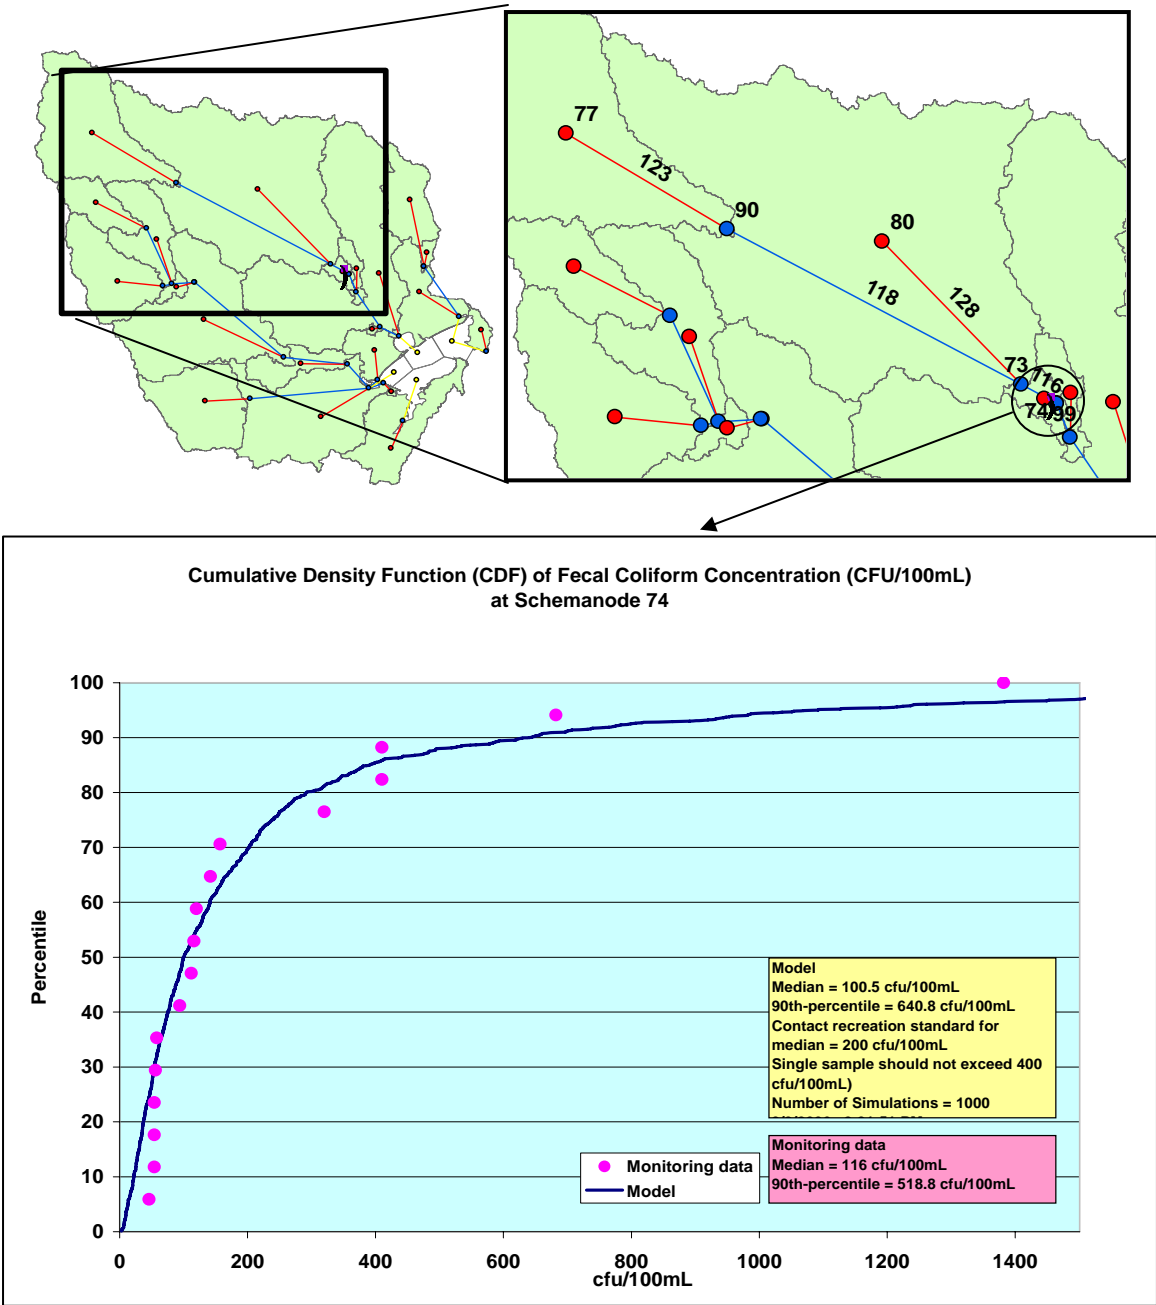 77
123
90
80
118
128
73
116
74
99
Cumulative Density Function (CDF) of Fecal Coliform Concentration (CFU/100mL)
at Schemanode 74
100
90
80
70
60
50
40
30
20
10
0
Percentile
Model
Median = 100.5 cfu/100mL
90th-percentile = 640.8 cfu/100mL
Contact recreation standard for
median = 200 cfu/100mL
Single sample should not exceed 400
cfu/100mL)
Number of Simulations = 1000
Monitoring data
Median = 116 cfu/100mL
90th-percentile = 518.8 cfu/100mL
Monitoring data
Model
0 200 400 600 800 1000 1200 1400
cfu/100mL